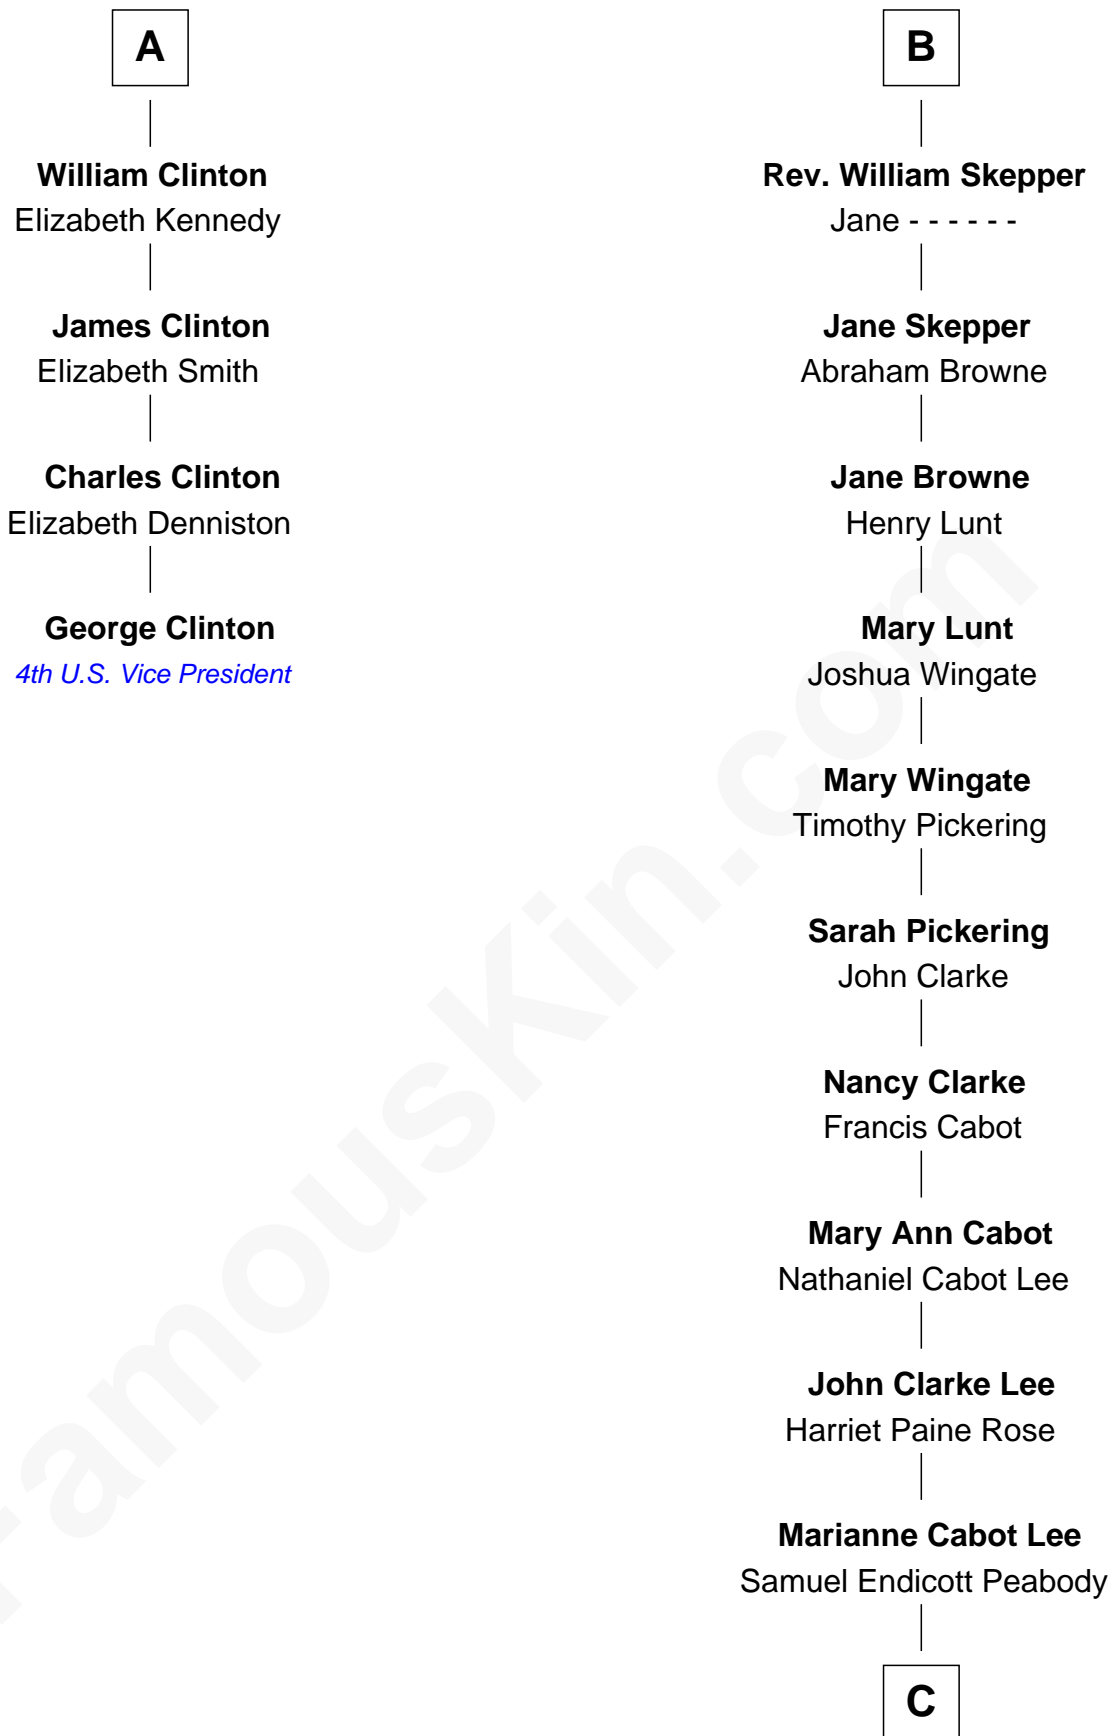 A
William Clinton
Elizabeth Kennedy
James Clinton
Elizabeth Smith
Charles Clinton
Elizabeth Denniston
George Clinton
4th U.S. Vice President
B
Rev. William Skepper
Jane - - - - - -
Jane Skepper
Abraham Browne
Jane Browne
Henry Lunt
Mary Lunt
Joshua Wingate
Mary Wingate
Timothy Pickering
Sarah Pickering
John Clarke
Nancy Clarke
Francis Cabot
Mary Ann Cabot
Nathaniel Cabot Lee
John Clarke Lee
Harriet Paine Rose
Marianne Cabot Lee
Samuel Endicott Peabody
C
FamousKin.com